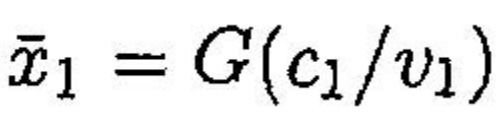 x̄₁ = G(c₁/v₁)